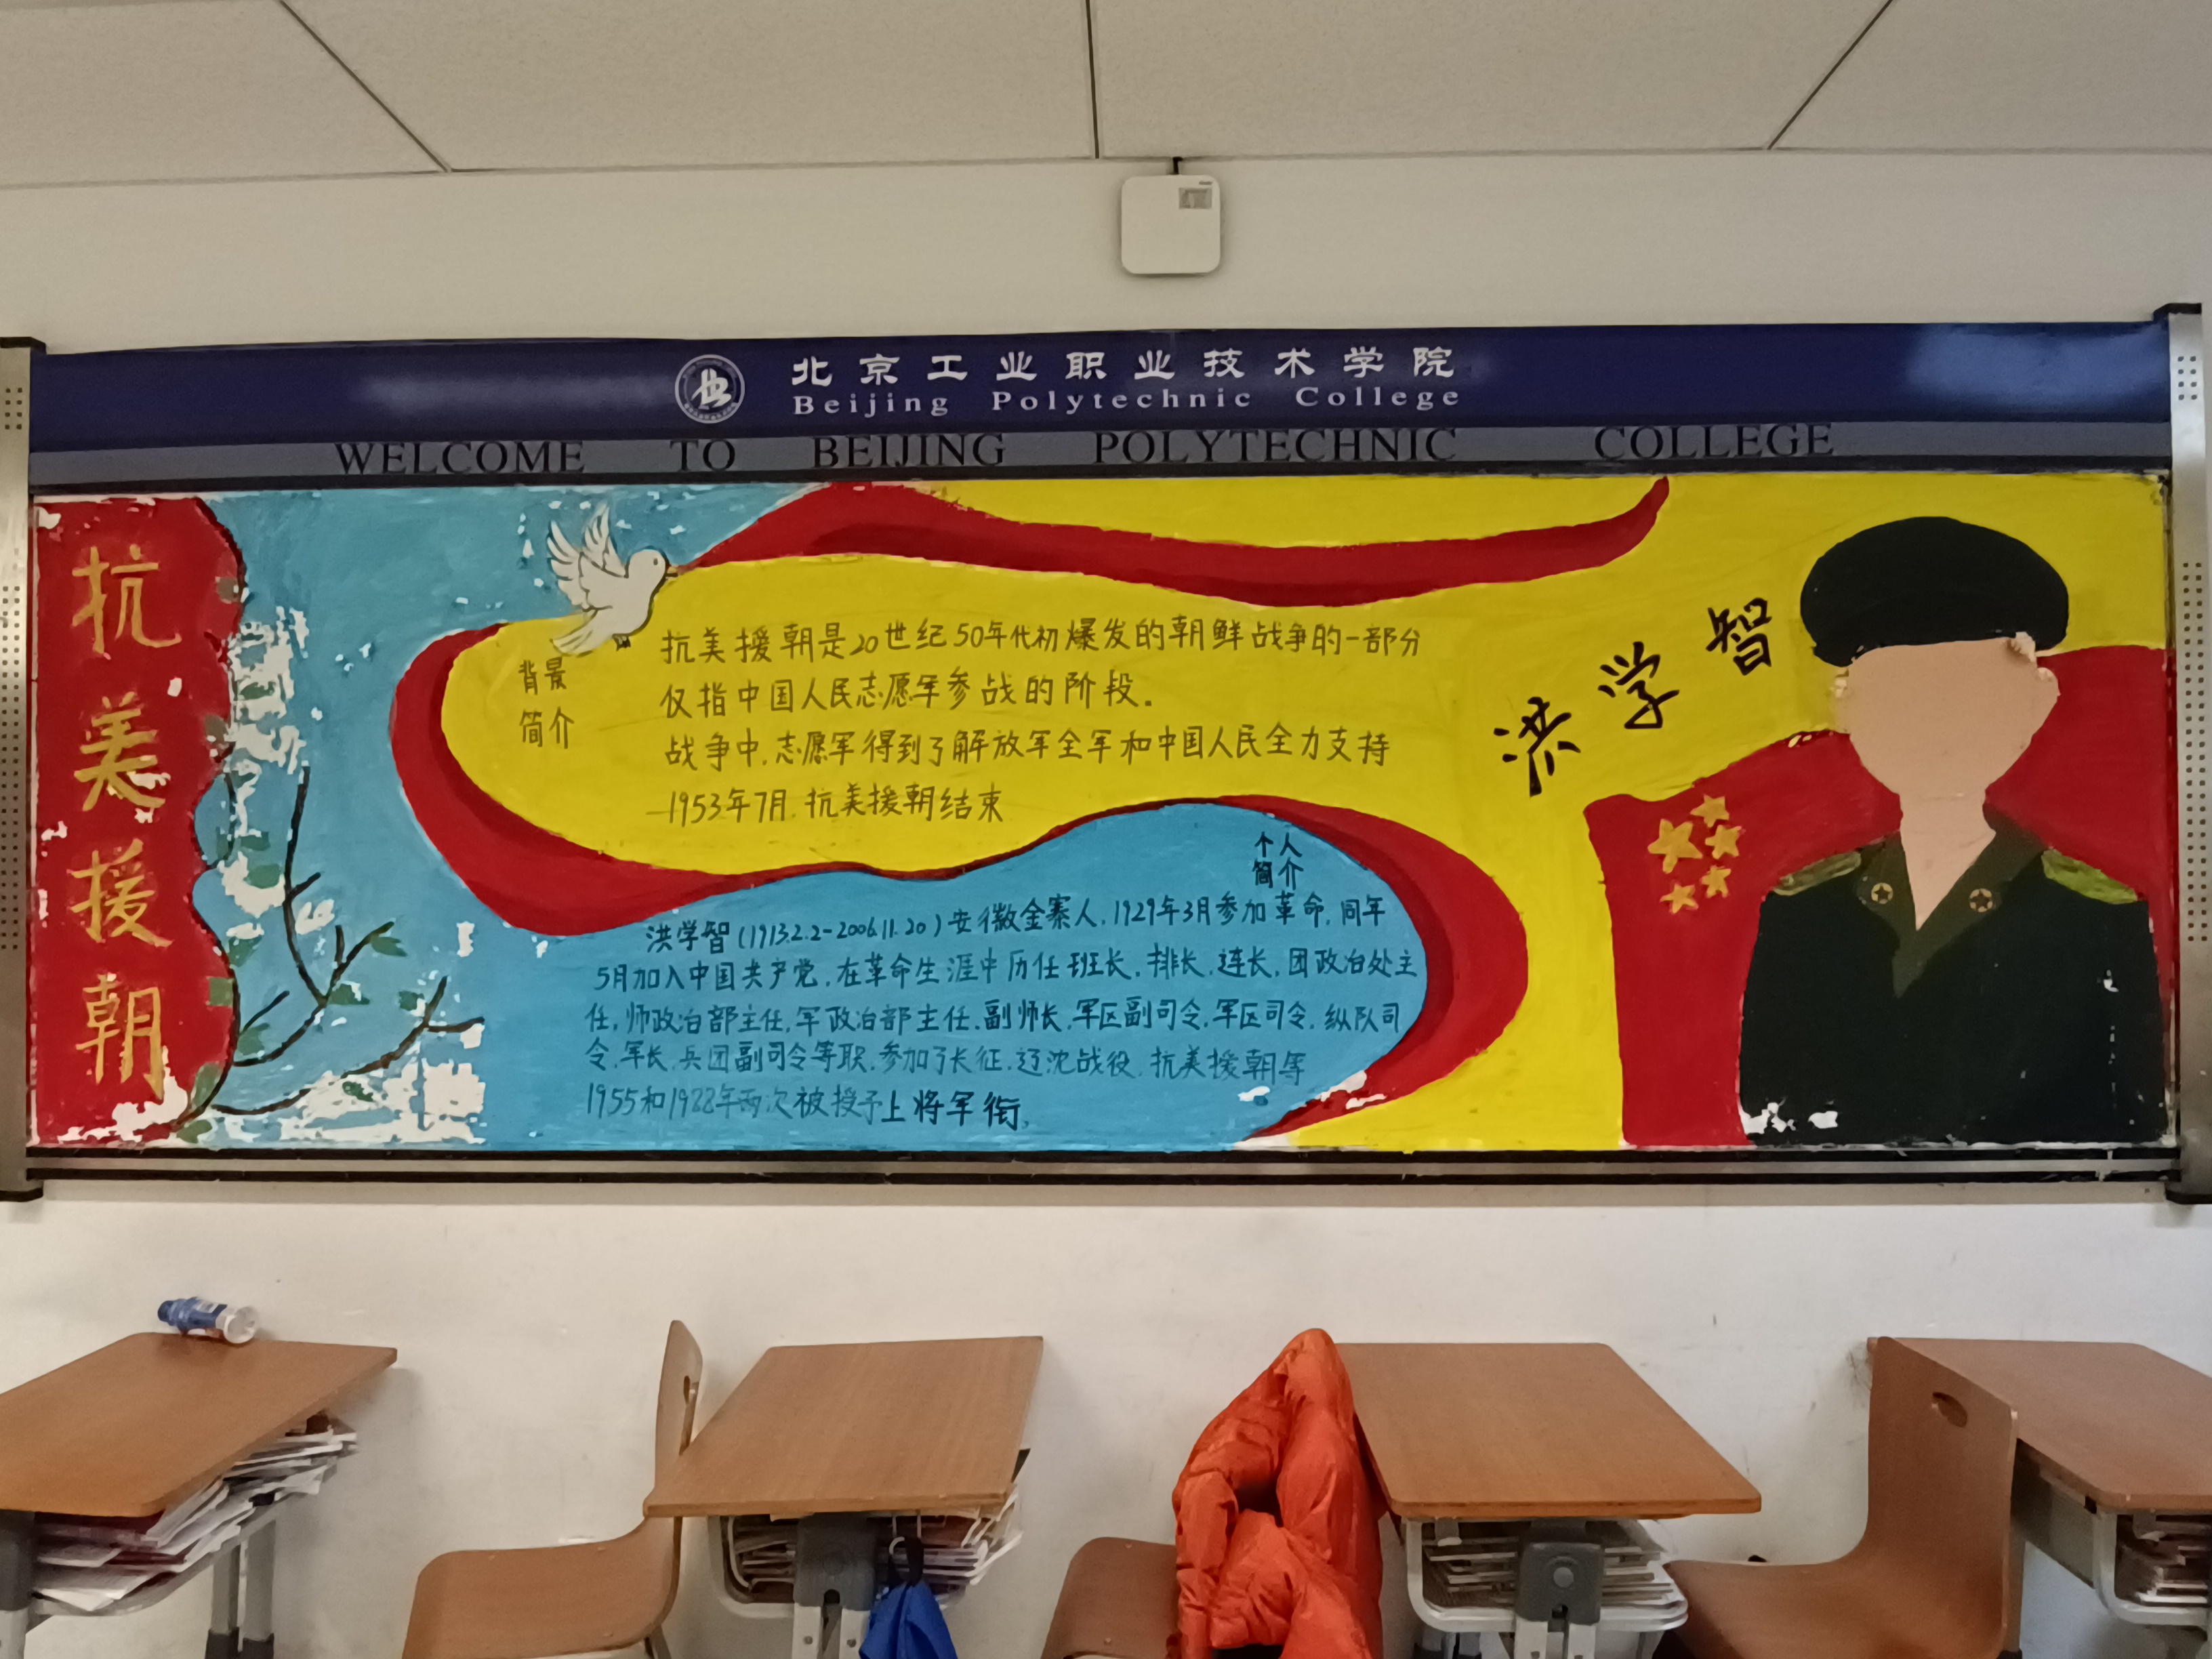 北京工业职业技术学院
Beijing Polytechnic College
WELCOME TO BEIJING POLYTECHNIC COLLEGE
抗美援朝
背景
简介
抗美援朝是20世纪50年代初爆发的朝鲜战争的一部分
仅指中国人民志愿军参战的阶段。
战争中,志愿军得到了解放军全军和中国人民全力支持
1953年7月,抗美援朝结束
洪学智
个人
简介
洪学智(1913.2.2-2006.11.20)安徽金寨人,1929年3月参加革命,同年
5月加入中国共产党,在革命生涯中历任班长,排长,连长,团政治处主
任,师政治部主任,军政治部主任,副师长,军区副司令,军区司令,纵队司
令,军长,兵团副司令等职,参加了长征,辽沈战役,抗美援朝等
1955和1988年两次被授予上将军衔,